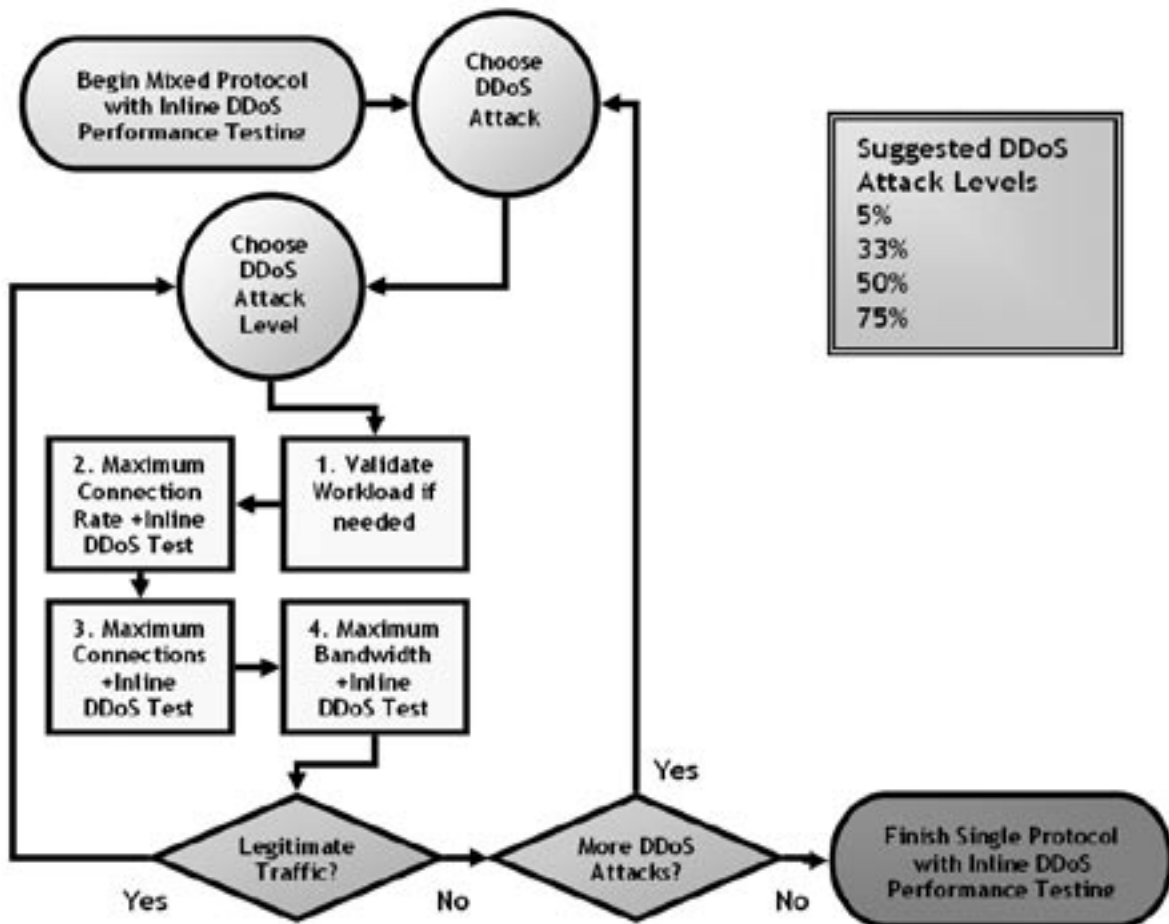 Begin Mixed Protocol
with Inline DDoS
Performance Testing
Choose
DDoS
Attack
Suggested DDoS
Attack Levels
5%
33%
50%
75%
Choose
DDoS
Attack
Level
2. Maximum
Connection
Rate +Inline
DDoS Test
1. Validate
Workload if
needed
3. Maximum
Connections
+Inline
DDoS Test
4. Maximum
Bandwidth
+Inline
DDoS Test
Legitimate
Traffic?
Yes
No
More DDoS
Attacks?
Yes
No
Finish Single Protocol
with Inline DDoS
Performance Testing